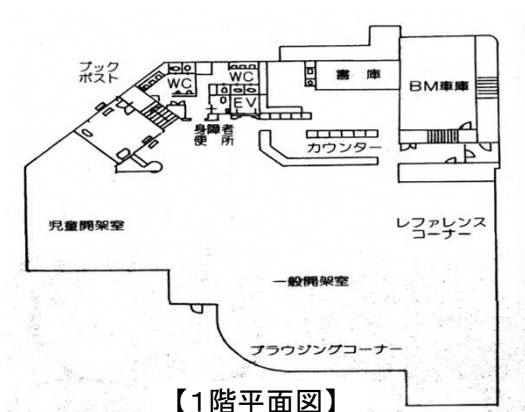 ブック
ポスト
WC
WC
EV
身障者
便所
書庫
BM車庫
カウンター
児童開架室
レファレンス
コーナー
一般開架室
ブラウジングコーナー
【1階平面図】